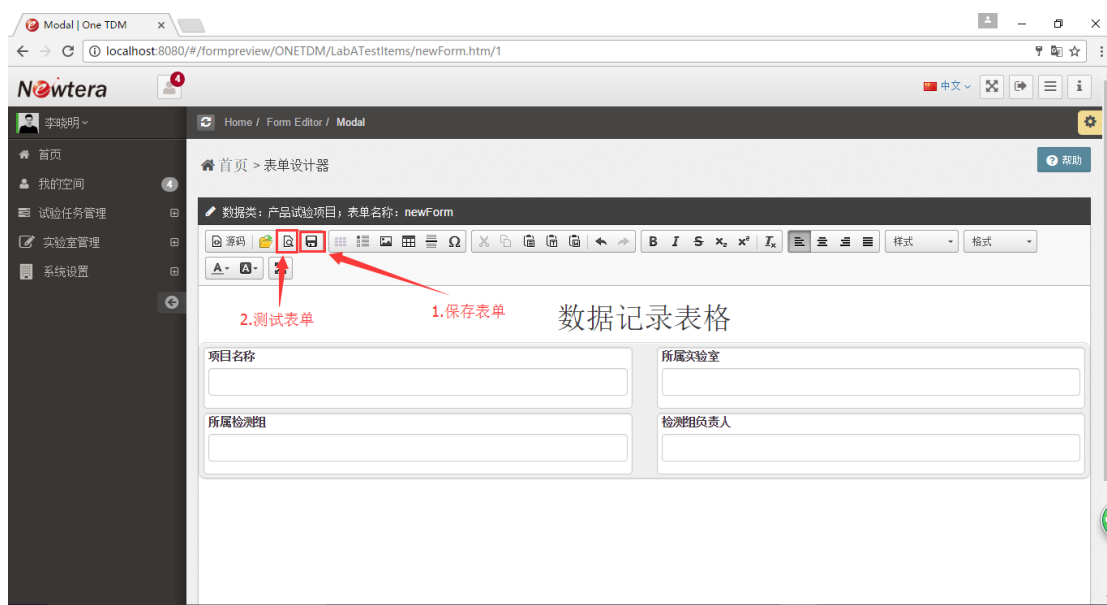 Modal | One TDM
localhost:8080/#/formpreview/ONETDM/LabATestItems/newForm.htm/1
Newtera
4
中文
i
李晓明
Home / Form Editor / Modal
首页
首页 > 表单设计器
帮助
我的空间
4
试验任务管理
数据类：产品试验项目；表单名称：newForm
实验室管理
源码
Ω
B I S x₂ x² Iₓ
样式
格式
系统设置
A
A
2.测试表单
1.保存表单
数据记录表格
项目名称
所属实验室
所属检测组
检测组负责人